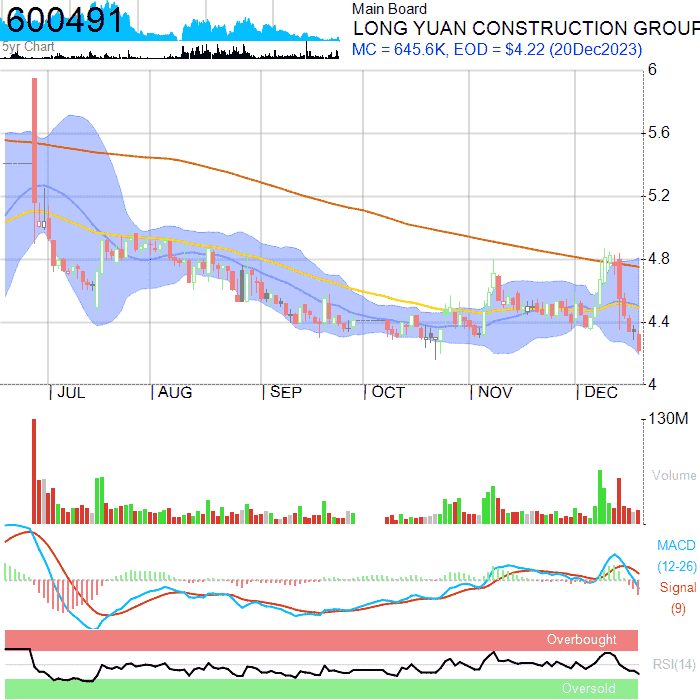 600491
5yr Chart
Main Board
LONG YUAN CONSTRUCTION GROUP
MC = 645.6K, EOD = $4.22 (20Dec2023)
6
5.6
5.2
4.8
4.4
4
JUL
AUG
SEP
OCT
NOV
DEC
130M
Volume
MACD
(12-26)
Signal
(9)
Overbought
RSI(14)
Oversold